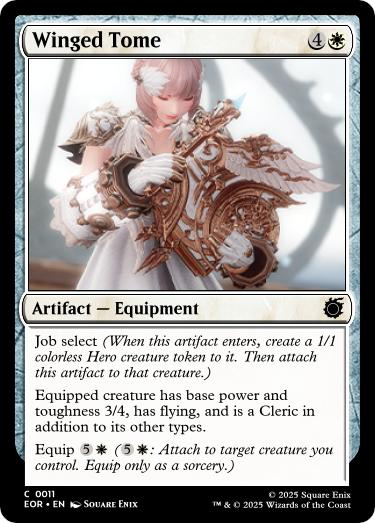 Winged Tome 4
Artifact — Equipment
Job select (When this artifact enters, create a 1/1
colorless Hero creature token to it. Then attach
this artifact to that creature.)
Equipped creature has base power and
toughness 3/4, has flying, and is a Cleric in
addition to its other types.
Equip 5 (5 : Attach to target creature you
control. Equip only as a sorcery.)
C 0011
EOR • EN SQUARE ENIX
© 2025 Square Enix
™ & © 2025 Wizards of the Coast